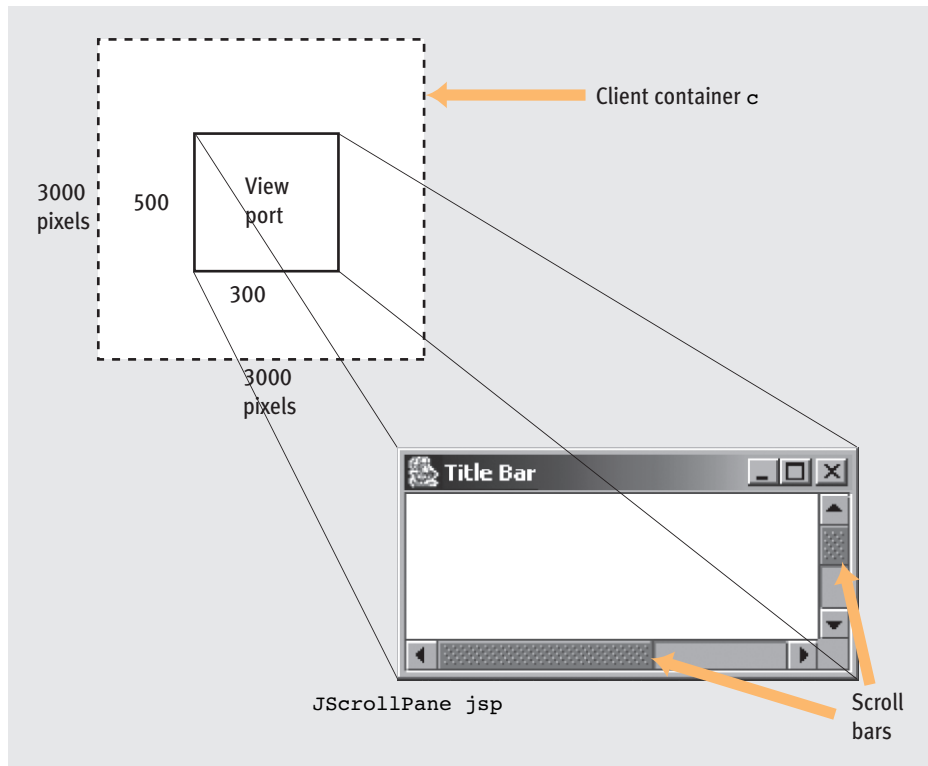 Client container c
View
port
3000
pixels
500
300
3000
pixels
Title Bar
JScrollPane jsp
Scroll
bars